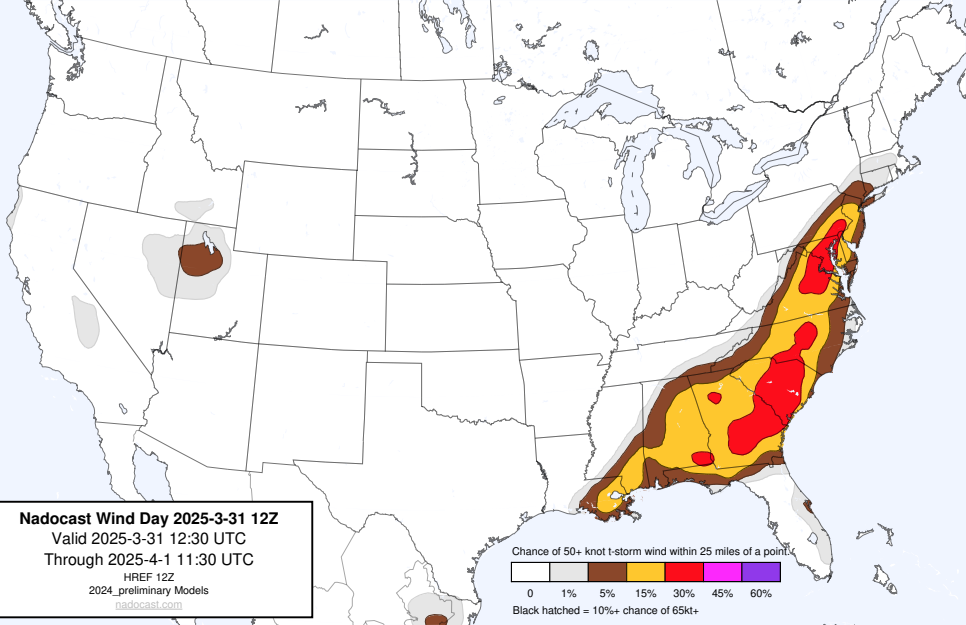 Nadocast Wind Day 2025-3-31 12Z
Valid 2025-3-31 12:30 UTC
Through 2025-4-1 11:30 UTC
HREF 12Z
2024_preliminary Models
nadocast.com
Chance of 50+ knot t-storm wind within 25 miles of a point.
0 1% 5% 15% 30% 45% 60%
Black hatched = 10%+ chance of 65kt+